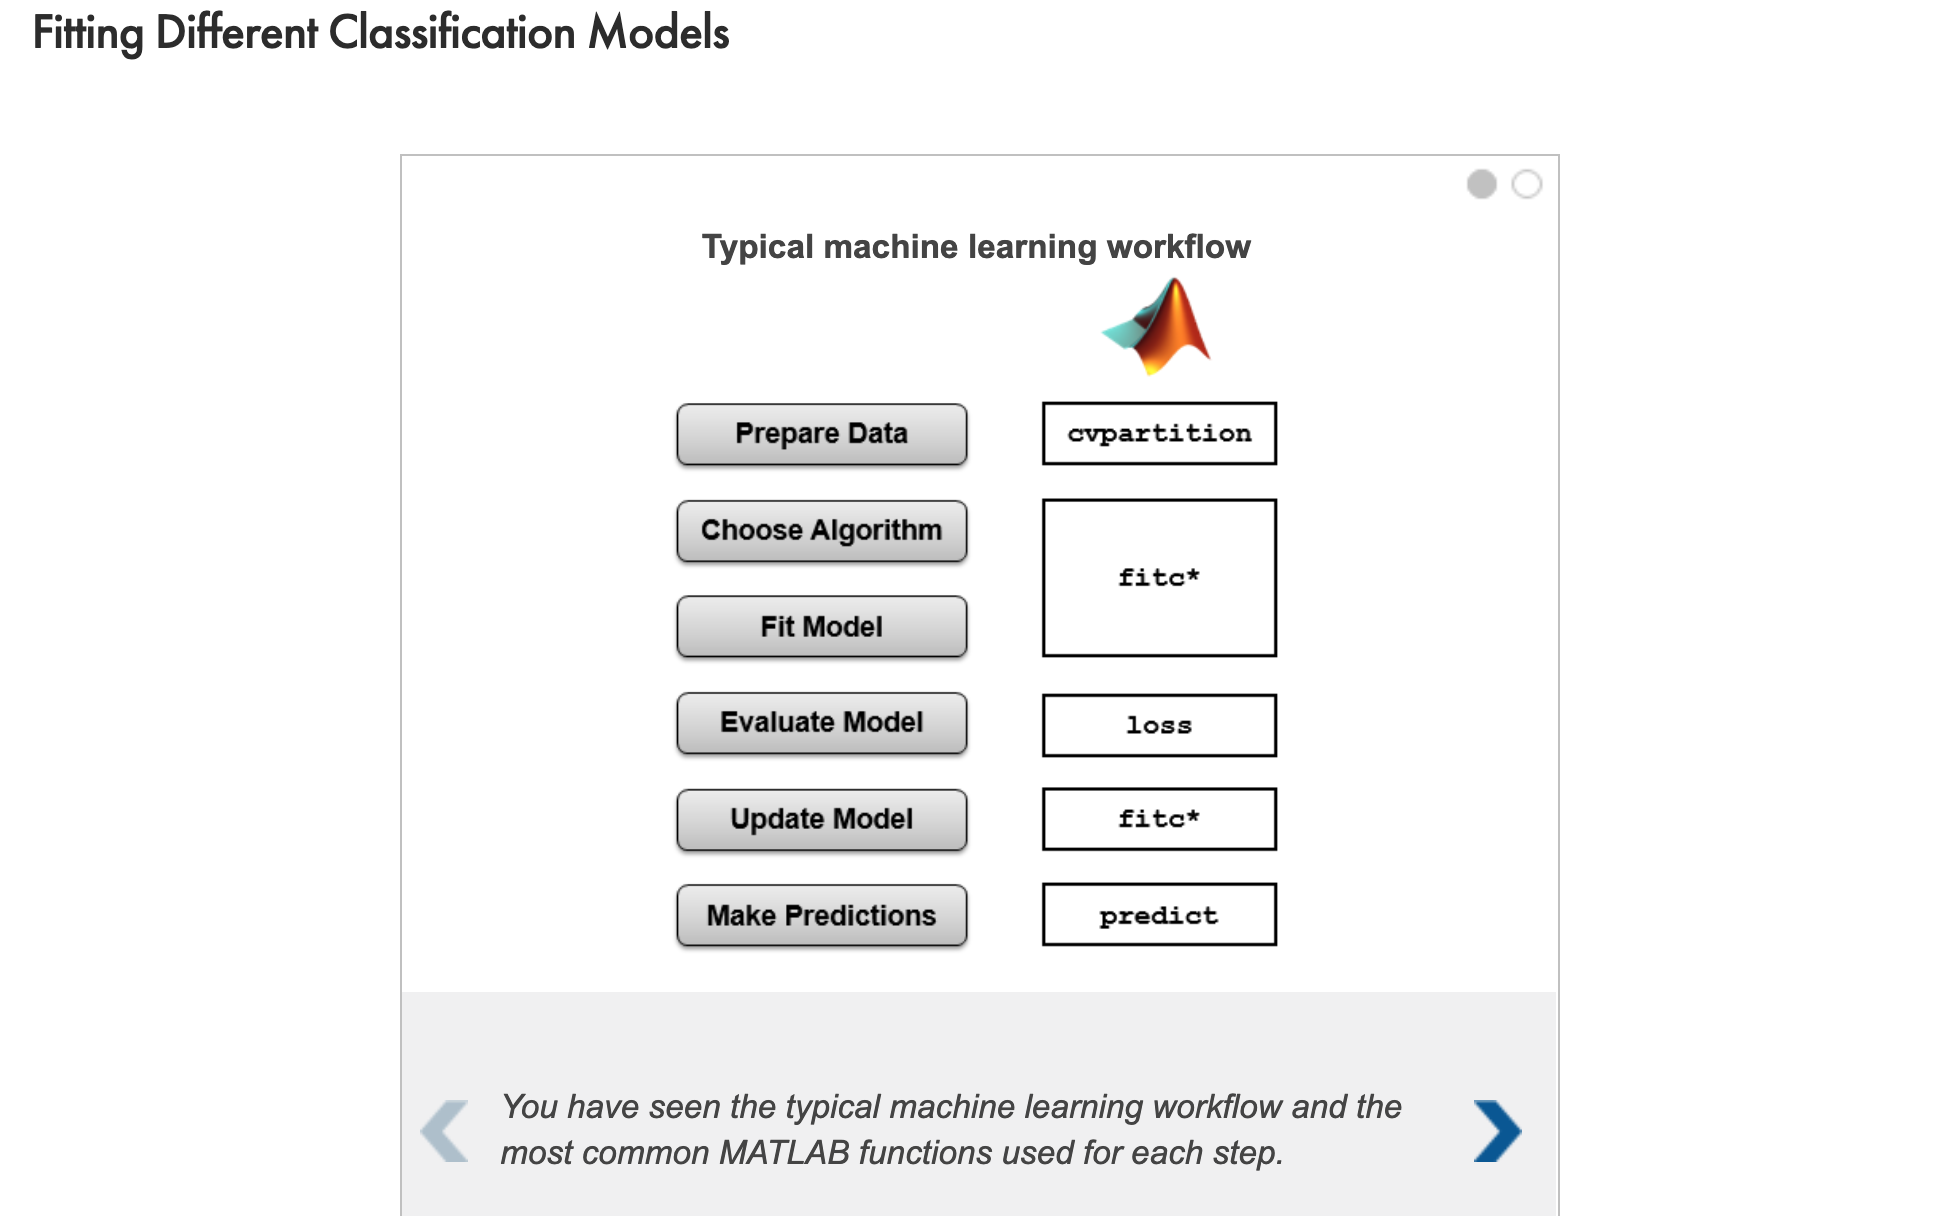 Fitting Different Classification Models
Typical machine learning workflow
Prepare Data
cvpartition
Choose Algorithm
fitc*
Fit Model
Evaluate Model
loss
Update Model
fitc*
Make Predictions
predict
You have seen the typical machine learning workflow and the
most common MATLAB functions used for each step.